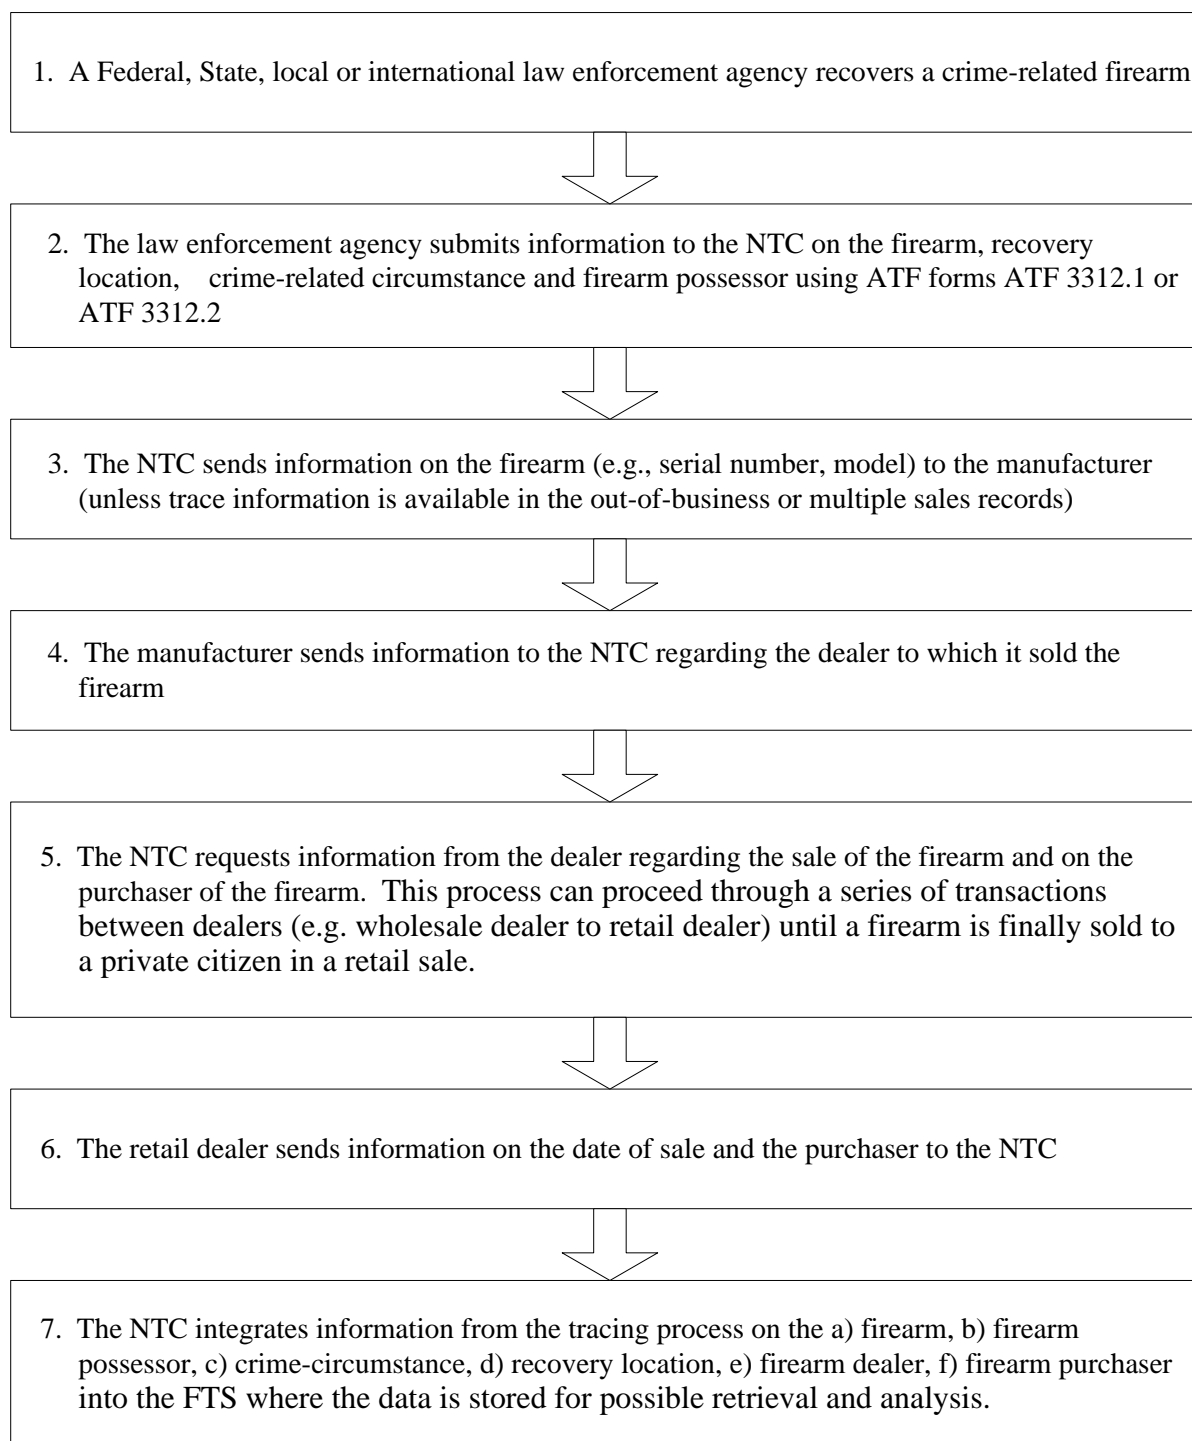 1. A Federal, State, local or international law enforcement agency recovers a crime-related firearm
2. The law enforcement agency submits information to the NTC on the firearm, recovery
location, crime-related circumstance and firearm possessor using ATF forms ATF 3312.1 or
ATF 3312.2
3. The NTC sends information on the firearm (e.g., serial number, model) to the manufacturer
(unless trace information is available in the out-of-business or multiple sales records)
4. The manufacturer sends information to the NTC regarding the dealer to which it sold the
firearm
5. The NTC requests information from the dealer regarding the sale of the firearm and on the
purchaser of the firearm. This process can proceed through a series of transactions
between dealers (e.g. wholesale dealer to retail dealer) until a firearm is finally sold to
a private citizen in a retail sale.
6. The retail dealer sends information on the date of sale and the purchaser to the NTC
7. The NTC integrates information from the tracing process on the a) firearm, b) firearm
possessor, c) crime-circumstance, d) recovery location, e) firearm dealer, f) firearm purchaser
into the FTS where the data is stored for possible retrieval and analysis.